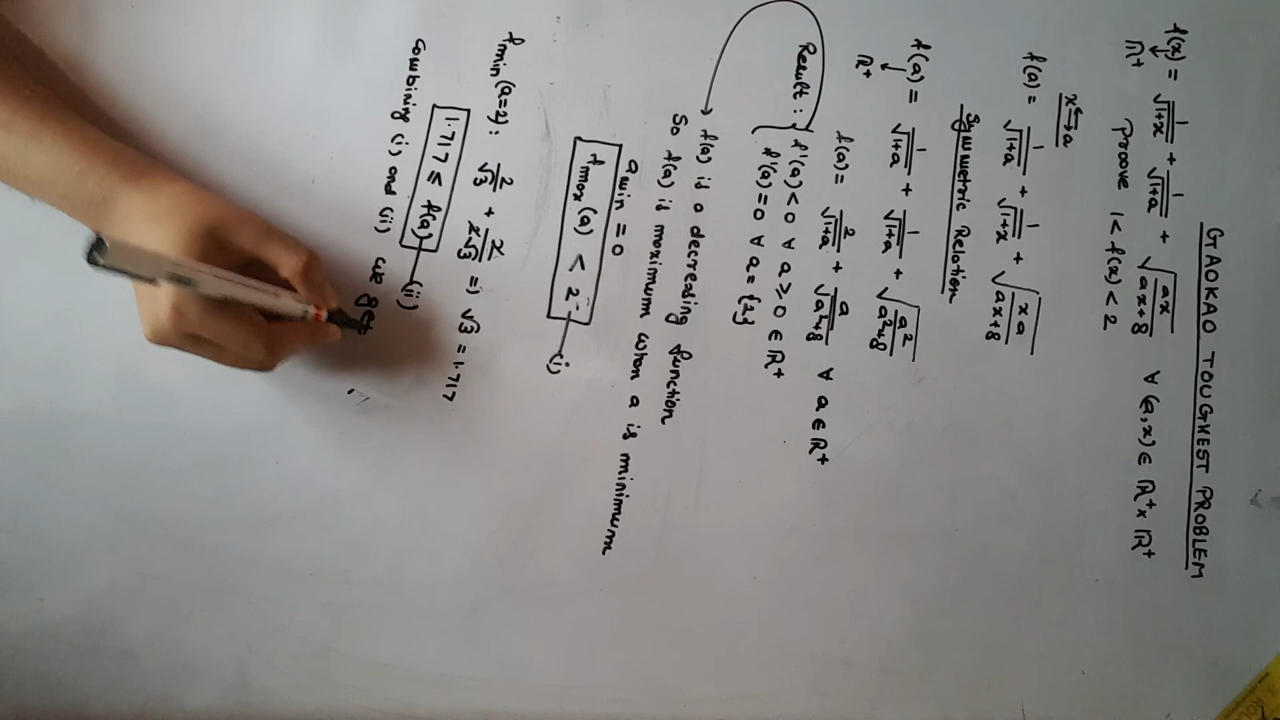 GAOKAO TOUGHEST PROBLEM
f(x) = 1/√(1+x) + 1/√(1+a) + √(ax/(ax+8)) ∀ (a,x) ∈ ℝ⁺ x ℝ⁺
↓
ℝ⁺ Proove 1 < f(x) < 2
x↔a
f(a) = 1/√(1+a) + 1/√(1+x) + √(xa/(ax+8))
Symmetric Relation
f(a) = 1/√(1+a) + 1/√(1+a) + √(a²/(a²+8))
↓
ℝ⁺
f(a) = 2/√(1+a) + a/√(a²+8) ∀ a ∈ ℝ⁺
Result : { f'(a) < 0 ∀ a ≥ 0 ∈ ℝ⁺
f'(a) = 0 ∀ a = {2}
→ f(a) is a decreasing function
So f(a) is maximum when a is minimum
a min = 0
f max (a) < 2⁻ — (i)
f min (a=2) : 2/√3 + 2/2√3 => √3 = 1.717
1.717 ≤ f(a) — (ii)
Combining (i) and (ii) we get